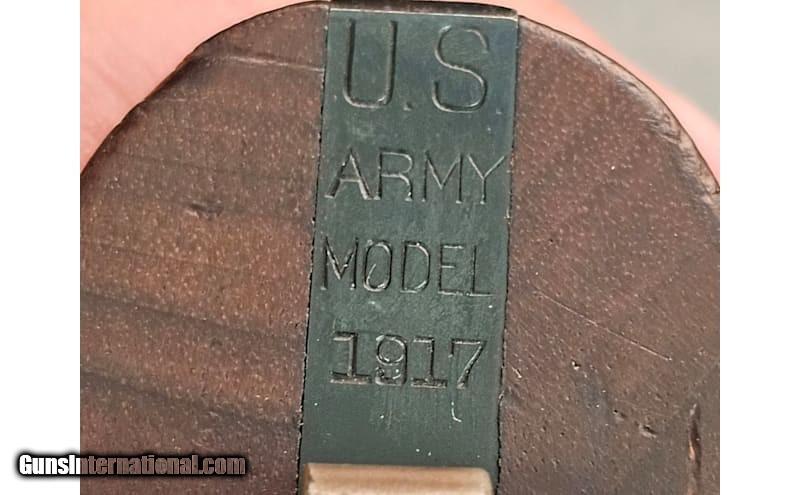 U.S
ARMY
MODEL
1917
GunsInternational.com